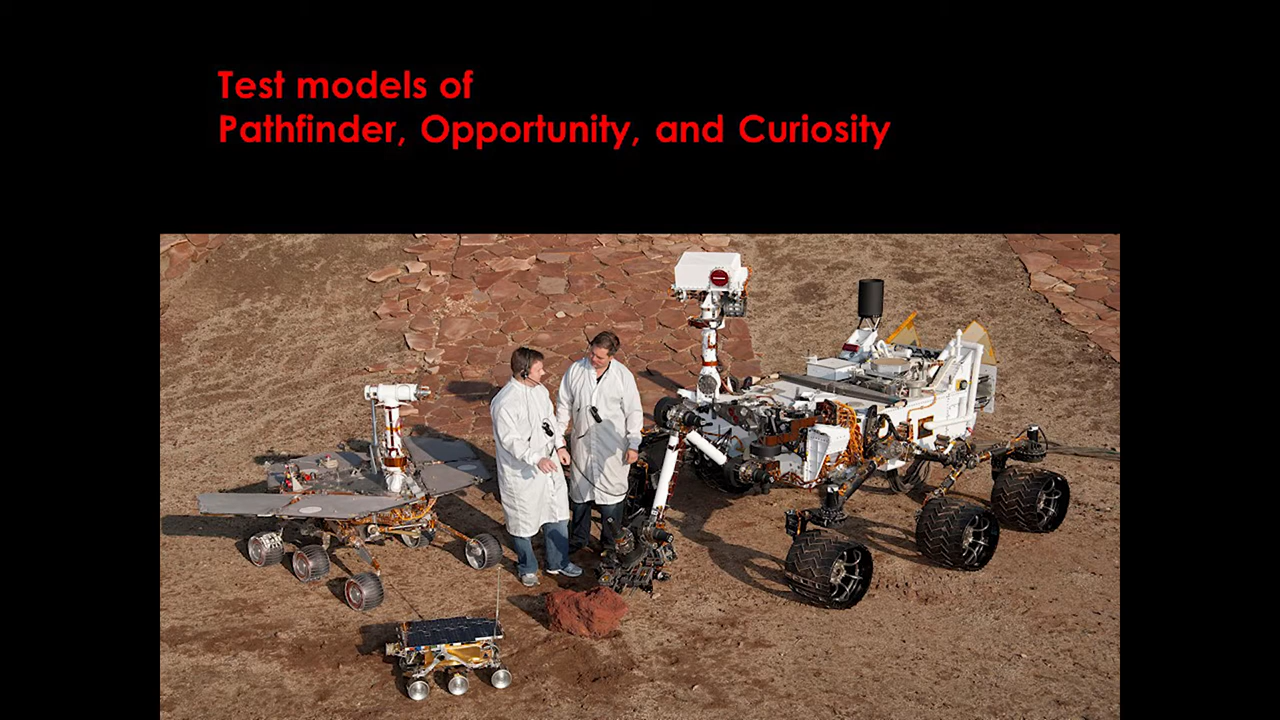 Test models of
Pathfinder, Opportunity, and Curiosity